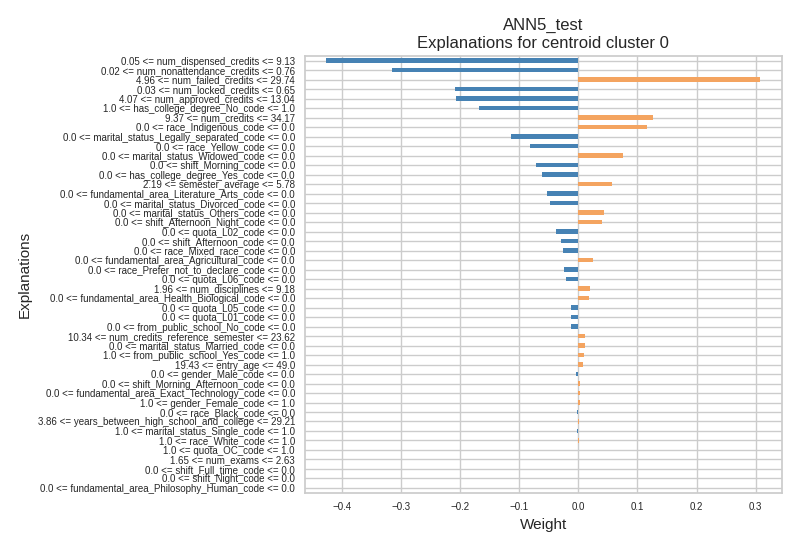 ANN5_test
Explanations for centroid cluster 0
0.05 <= num_dispensed_credits <= 9.13
0.02 <= num_nonattendance_credits <= 0.76
4.96 <= num_failed_credits <= 29.74
0.03 <= num_locked_credits <= 0.65
4.07 <= num_approved_credits <= 13.04
1.0 <= has_college_degree_No_code <= 1.0
9.37 <= num_credits <= 34.17
0.0 <= race_Indigenous_code <= 0.0
0.0 <= marital_status_Legally_separated_code <= 0.0
0.0 <= race_Yellow_code <= 0.0
0.0 <= marital_status_Widowed_code <= 0.0
0.0 <= shift_Morning_code <= 0.0
0.0 <= has_college_degree_Yes_code <= 0.0
2.19 <= semester_average <= 5.78
0.0 <= fundamental_area_Literature_Arts_code <= 0.0
0.0 <= marital_status_Divorced_code <= 0.0
0.0 <= marital_status_Others_code <= 0.0
0.0 <= shift_Afternoon_Night_code <= 0.0
0.0 <= quota_L02_code <= 0.0
0.0 <= shift_Afternoon_code <= 0.0
0.0 <= race_Mixed_race_code <= 0.0
0.0 <= fundamental_area_Agricultural_code <= 0.0
0.0 <= race_Prefer_not_to_declare_code <= 0.0
0.0 <= quota_L06_code <= 0.0
1.96 <= num_disciplines <= 9.18
0.0 <= fundamental_area_Health_Biological_code <= 0.0
0.0 <= quota_L05_code <= 0.0
0.0 <= quota_L01_code <= 0.0
0.0 <= from_public_school_No_code <= 0.0
10.34 <= num_credits_reference_semester <= 23.62
0.0 <= marital_status_Married_code <= 0.0
1.0 <= from_public_school_Yes_code <= 1.0
19.43 <= entry_age <= 49.0
0.0 <= gender_Male_code <= 0.0
0.0 <= shift_Morning_Afternoon_code <= 0.0
0.0 <= fundamental_area_Exact_Technology_code <= 0.0
1.0 <= gender_Female_code <= 1.0
0.0 <= race_Black_code <= 0.0
3.86 <= years_between_high_school_and_college <= 29.21
1.0 <= marital_status_Single_code <= 1.0
1.0 <= race_White_code <= 1.0
1.0 <= quota_OC_code <= 1.0
1.65 <= num_exams <= 2.63
0.0 <= shift_Full_time_code <= 0.0
0.0 <= shift_Night_code <= 0.0
0.0 <= fundamental_area_Philosophy_Human_code <= 0.0
Explanations
−0.4 −0.3 −0.2 −0.1 0.0 0.1 0.2 0.3
Weight